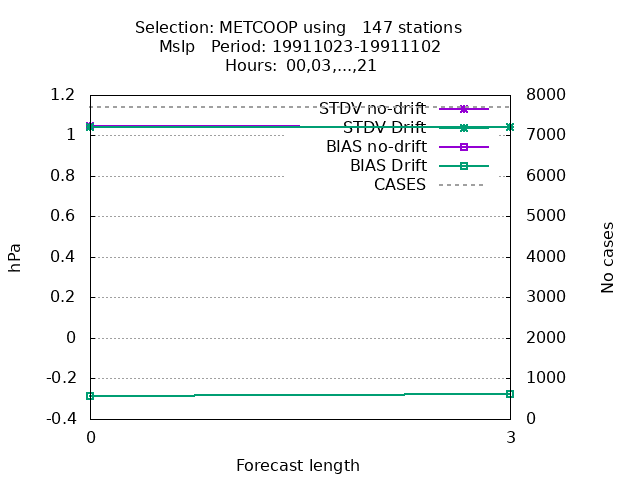 Selection: METCOOP using 147 stations
Mslp Period: 19911023-19911102
Hours: 00,03,...,21
1.2
1
0.8
0.6
0.4
0.2
0
-0.2
-0.4
8000
7000
6000
5000
4000
3000
2000
1000
0
STDV no-drift
STDV Drift
BIAS no-drift
BIAS Drift
CASES
hPa
No cases
0 3
Forecast length